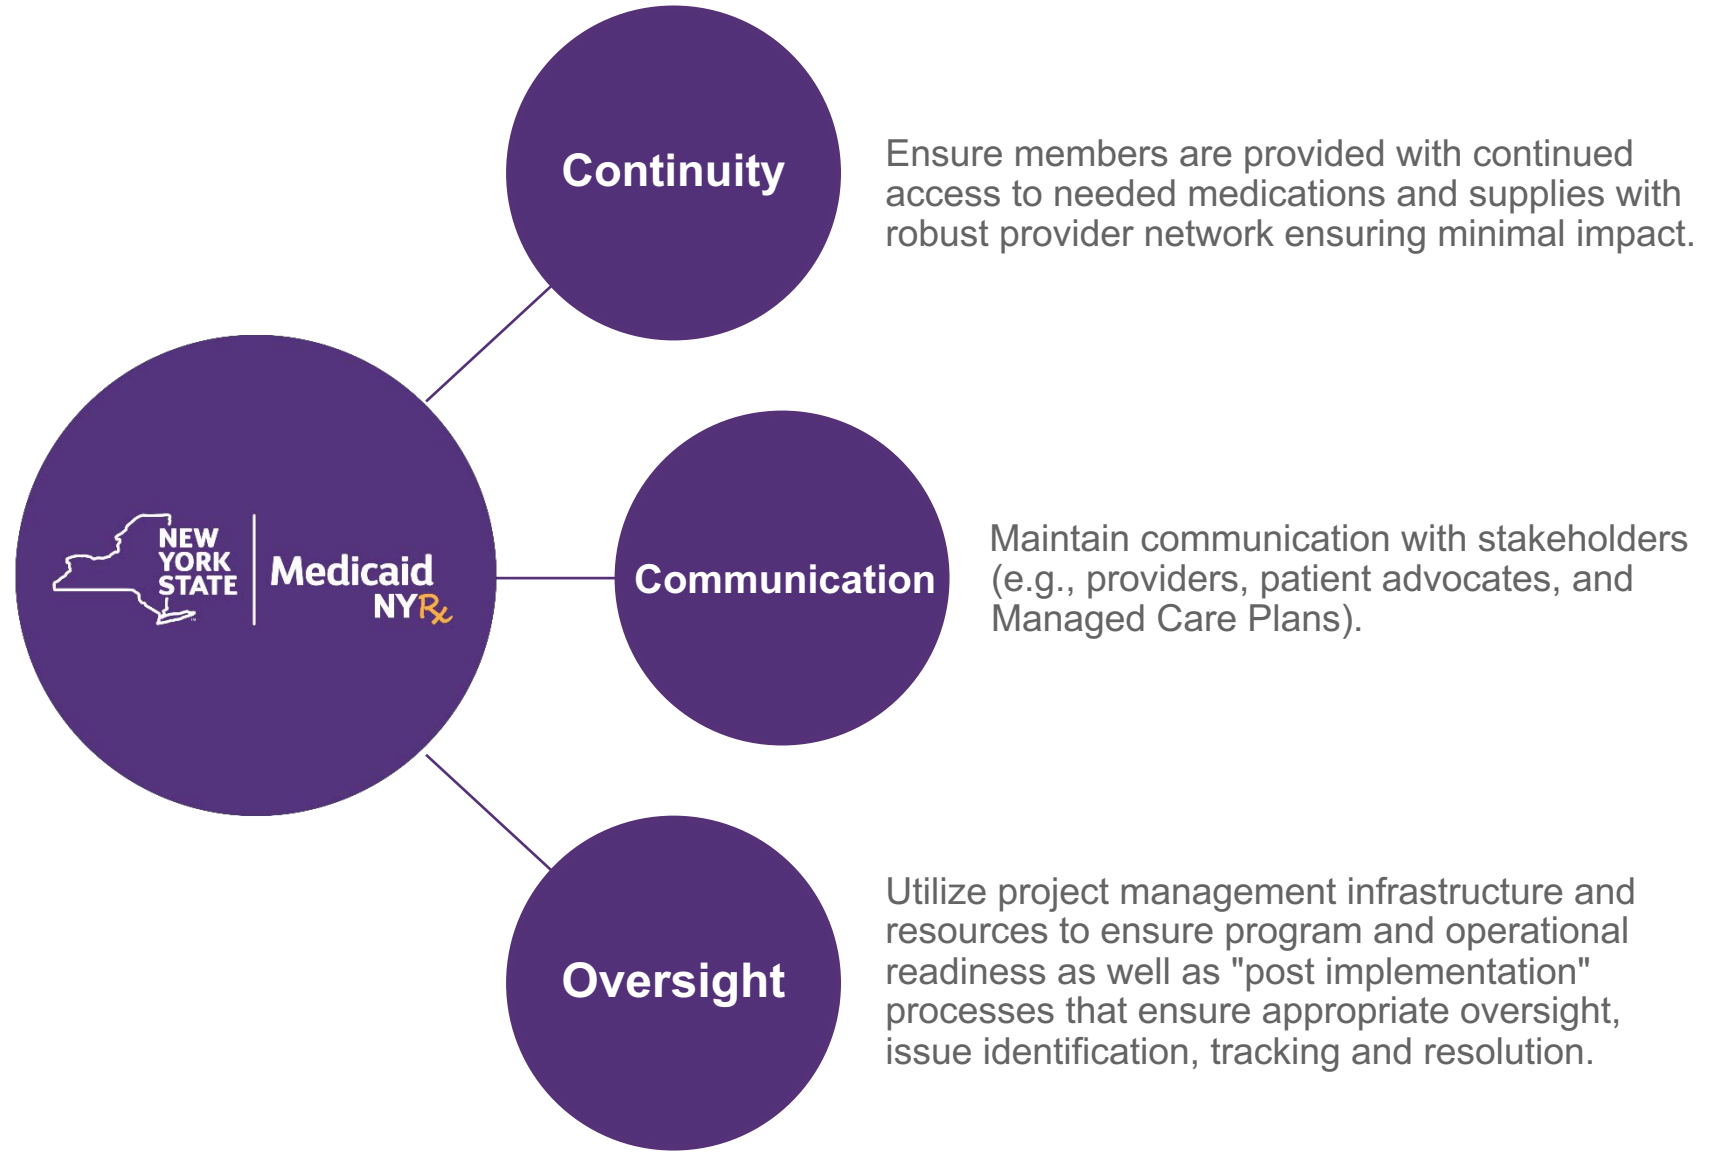 Continuity
Ensure members are provided with continued
access to needed medications and supplies with
robust provider network ensuring minimal impact.
NEW
YORK
STATE
Medicaid
NYRx
Communication
Maintain communication with stakeholders
(e.g., providers, patient advocates, and
Managed Care Plans).
Oversight
Utilize project management infrastructure and
resources to ensure program and operational
readiness as well as "post implementation"
processes that ensure appropriate oversight,
issue identification, tracking and resolution.